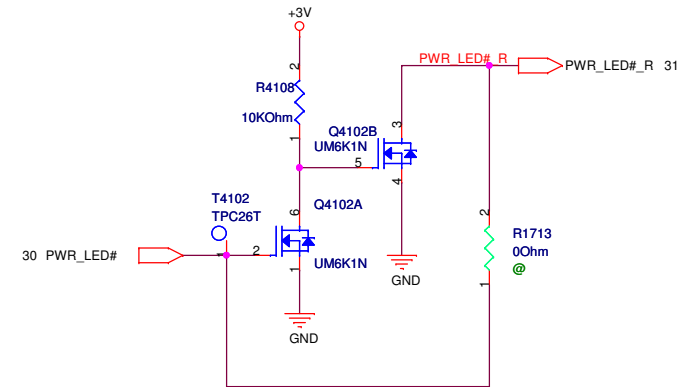 +3V
2
R4108
10KOhm
1
PWR_LED#_R
PWR_LED#_R 31
3
Q4102B
UM6K1N
5
4
T4102
TPC26T
6
Q4102A
2
R1713
0Ohm
@
30 PWR_LED#
1
2
UM6K1N
1
GND
1
GND